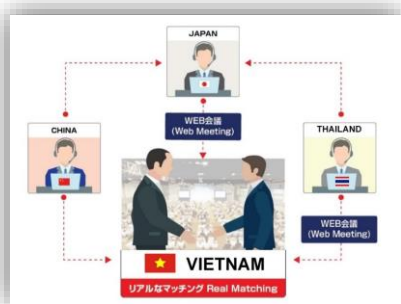 JAPAN
WEB会議
(Web Meeting)
CHINA
THAILAND
WEB会議
(Web Meeting)
VIETNAM
リアルなマッチング Real Matching